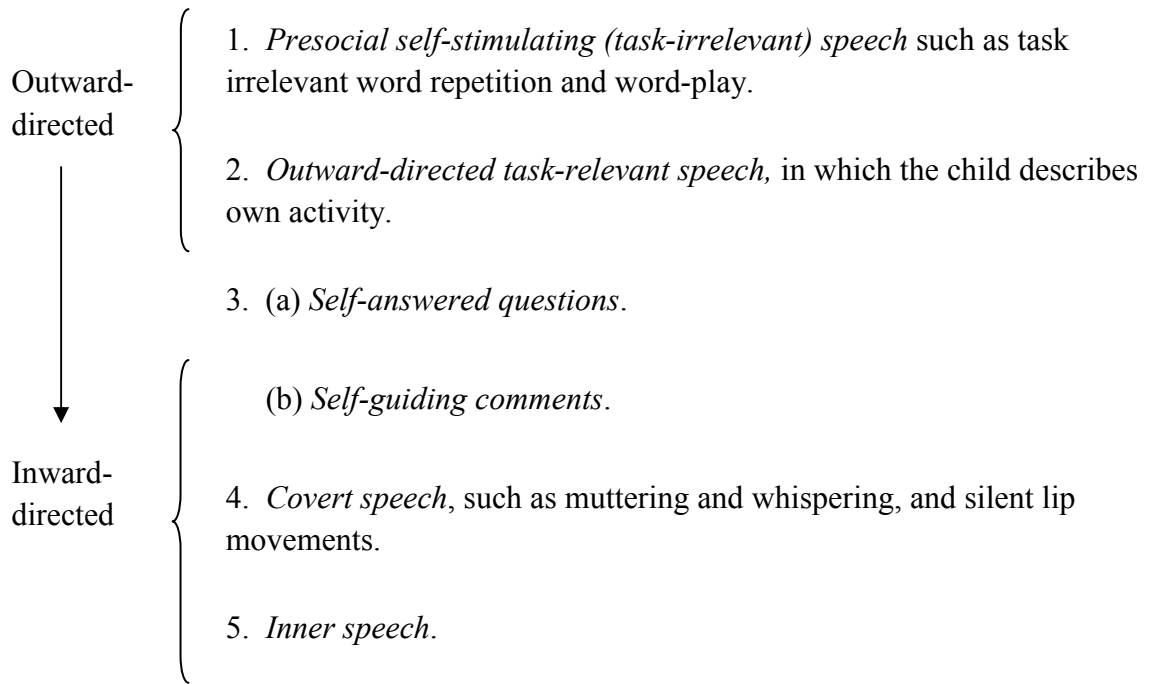 Outward-
directed
1. Presocial self-stimulating (task-irrelevant) speech such as task
irrelevant word repetition and word-play.
2. Outward-directed task-relevant speech, in which the child describes
own activity.
3. (a) Self-answered questions.
(b) Self-guiding comments.
Inward-
directed
4. Covert speech, such as muttering and whispering, and silent lip
movements.
5. Inner speech.